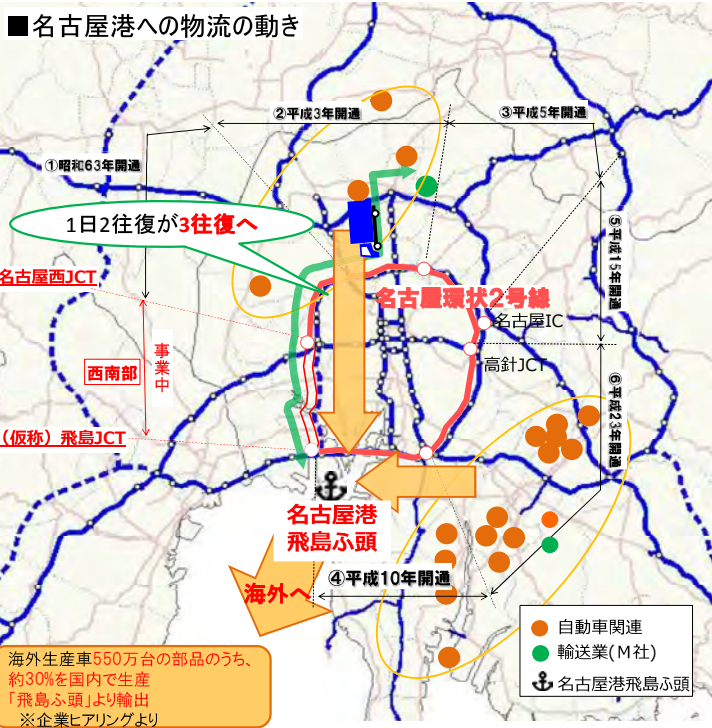 ■名古屋港への物流の動き
②平成3年開通
③平成5年開通
①昭和63年開通
1日2往復が3往復へ
⑤平成15年開通
名古屋西JCT
名古屋環状2号線
名古屋IC
事業中
西南部
高針JCT
⑥平成23年開通
(仮称)飛島JCT
名古屋港
飛島ふ頭
④平成10年開通
海外へ
自動車関連
輸送業(M社)
名古屋港飛島ふ頭
海外生産車550万台の部品のうち、
約30%を国内で生産
「飛島ふ頭」より輸出
※企業ヒアリングより